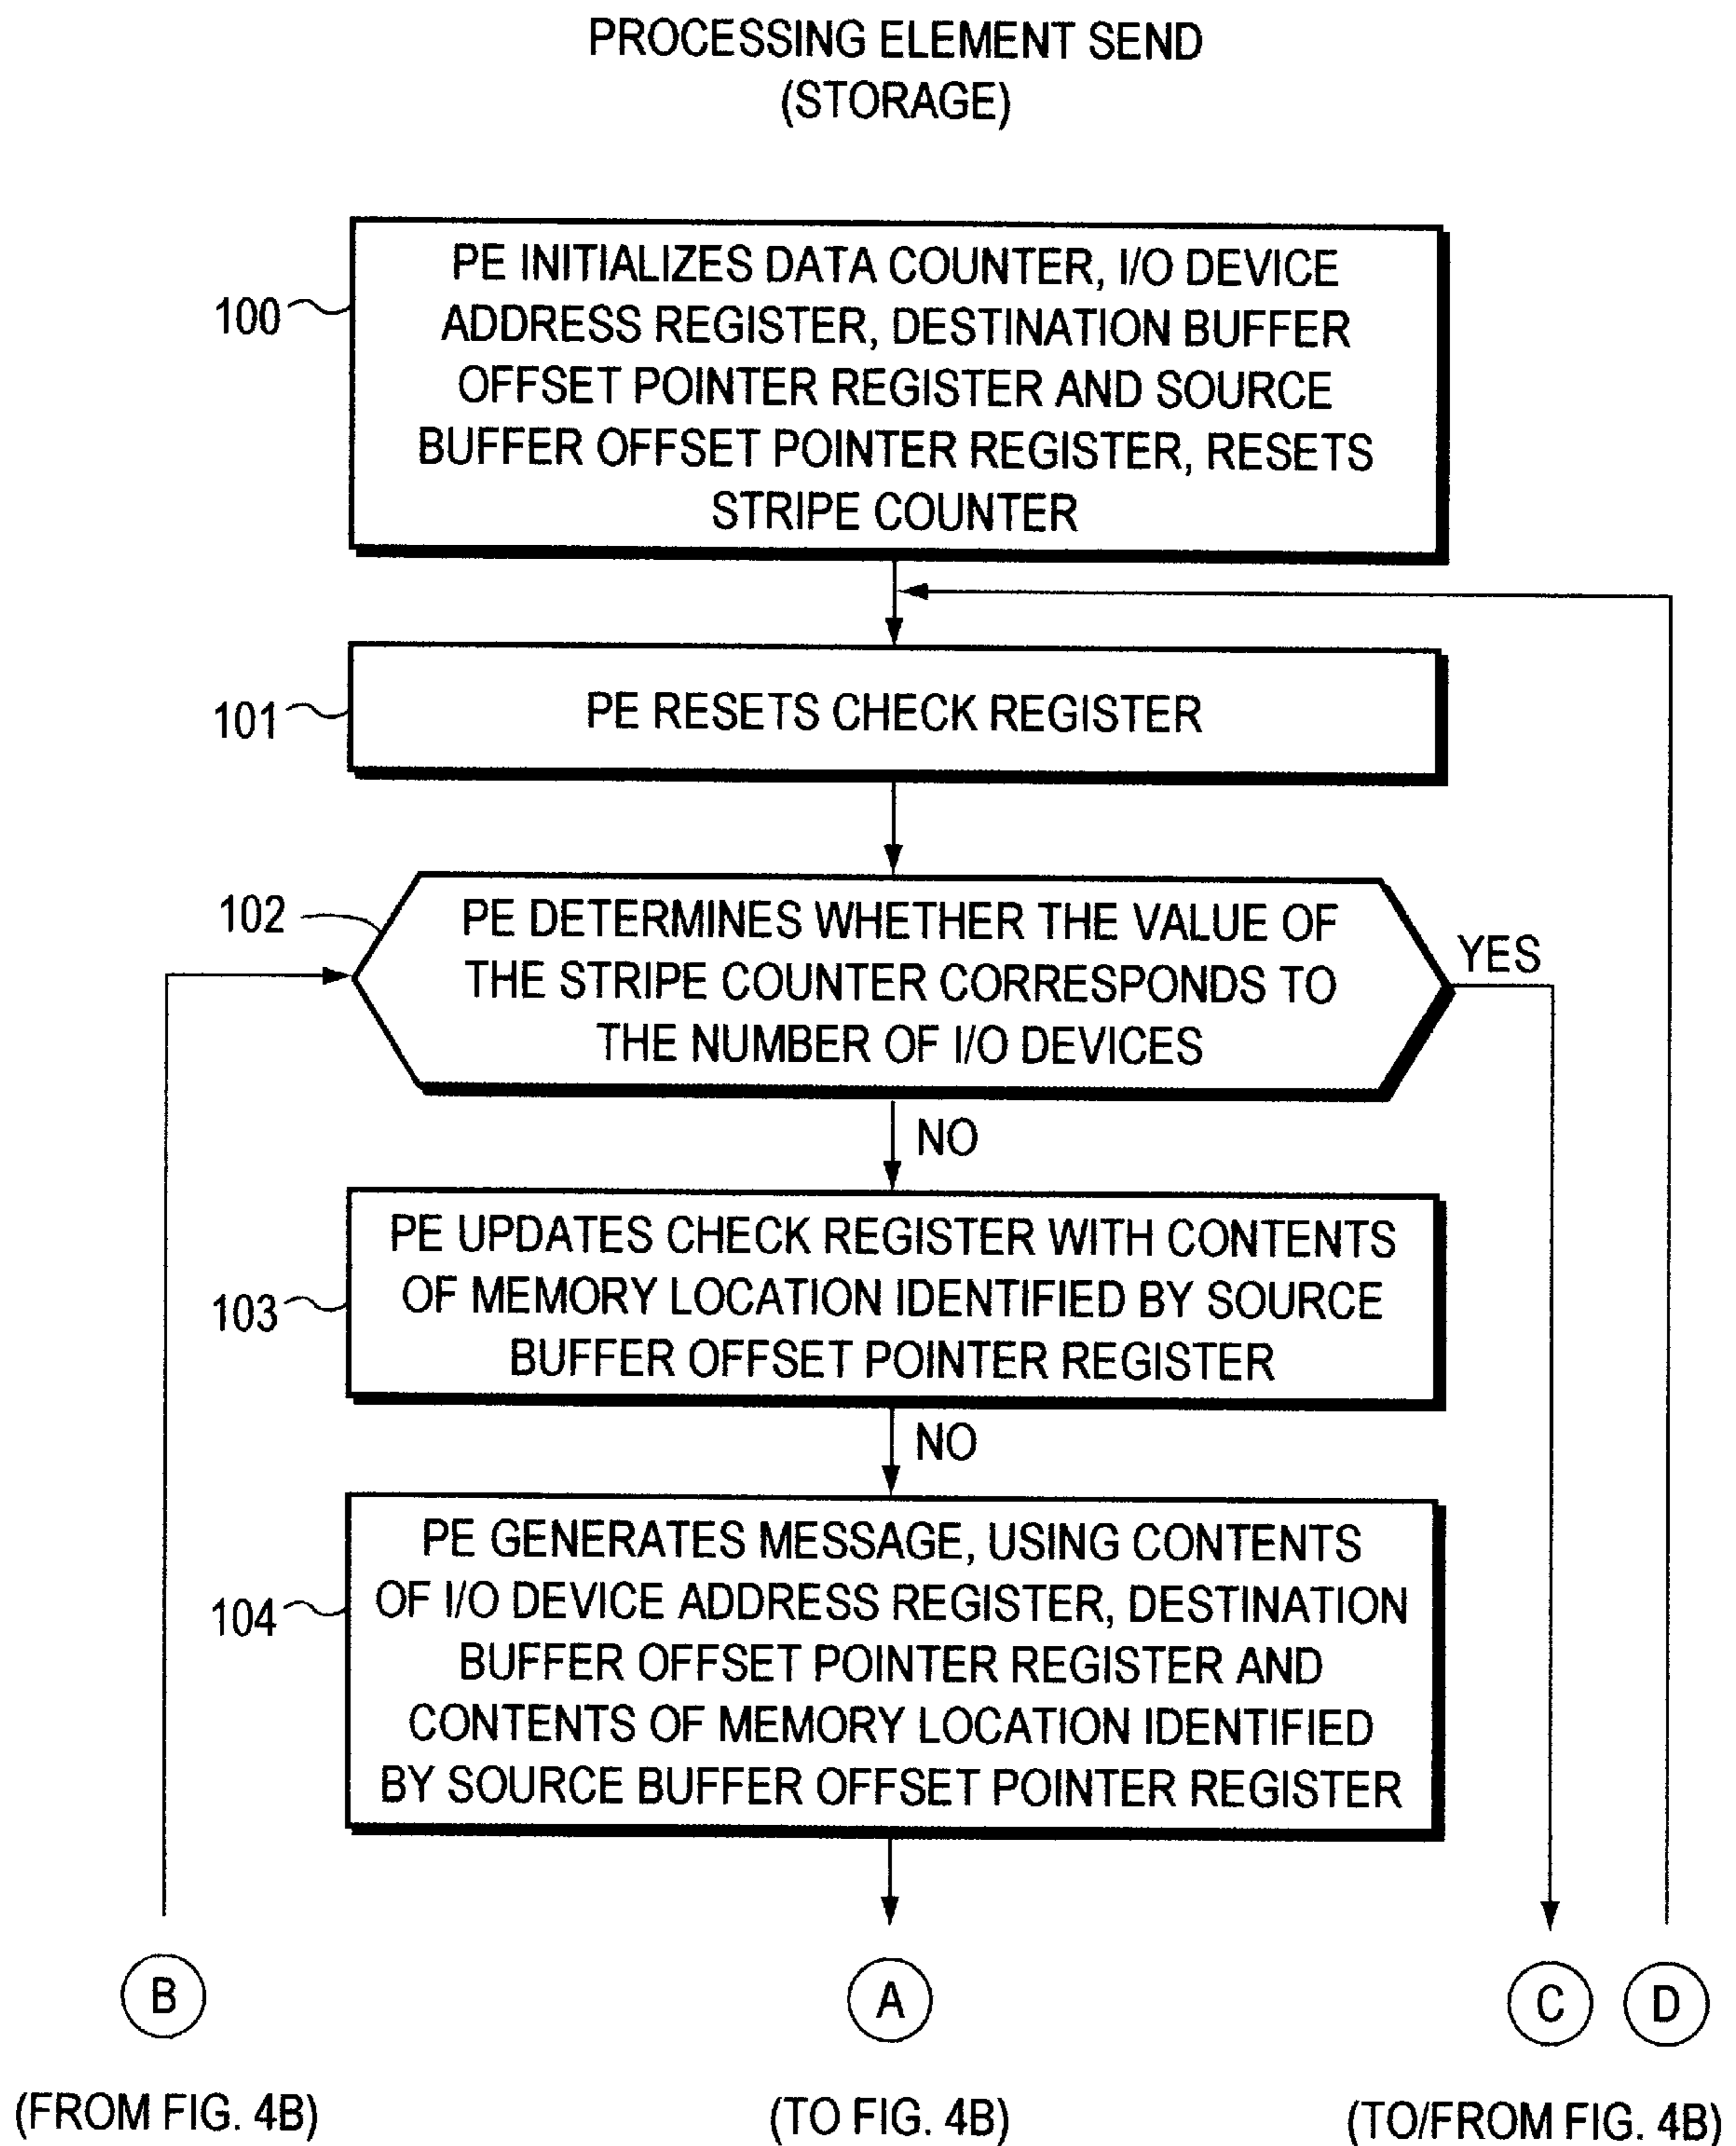 PROCESSING ELEMENT SEND
(STORAGE)
100
PE INITIALIZES DATA COUNTER, I/O DEVICE
ADDRESS REGISTER, DESTINATION BUFFER
OFFSET POINTER REGISTER AND SOURCE
BUFFER OFFSET POINTER REGISTER, RESETS
STRIPE COUNTER
101
PE RESETS CHECK REGISTER
102
PE DETERMINES WHETHER THE VALUE OF
THE STRIPE COUNTER CORRESPONDS TO
THE NUMBER OF I/O DEVICES
YES
NO
103
PE UPDATES CHECK REGISTER WITH CONTENTS
OF MEMORY LOCATION IDENTIFIED BY SOURCE
BUFFER OFFSET POINTER REGISTER
NO
104
PE GENERATES MESSAGE, USING CONTENTS
OF I/O DEVICE ADDRESS REGISTER, DESTINATION
BUFFER OFFSET POINTER REGISTER AND
CONTENTS OF MEMORY LOCATION IDENTIFIED
BY SOURCE BUFFER OFFSET POINTER REGISTER
B
A
C
D
(FROM FIG. 4B)
(TO FIG. 4B)
(TO/FROM FIG. 4B)